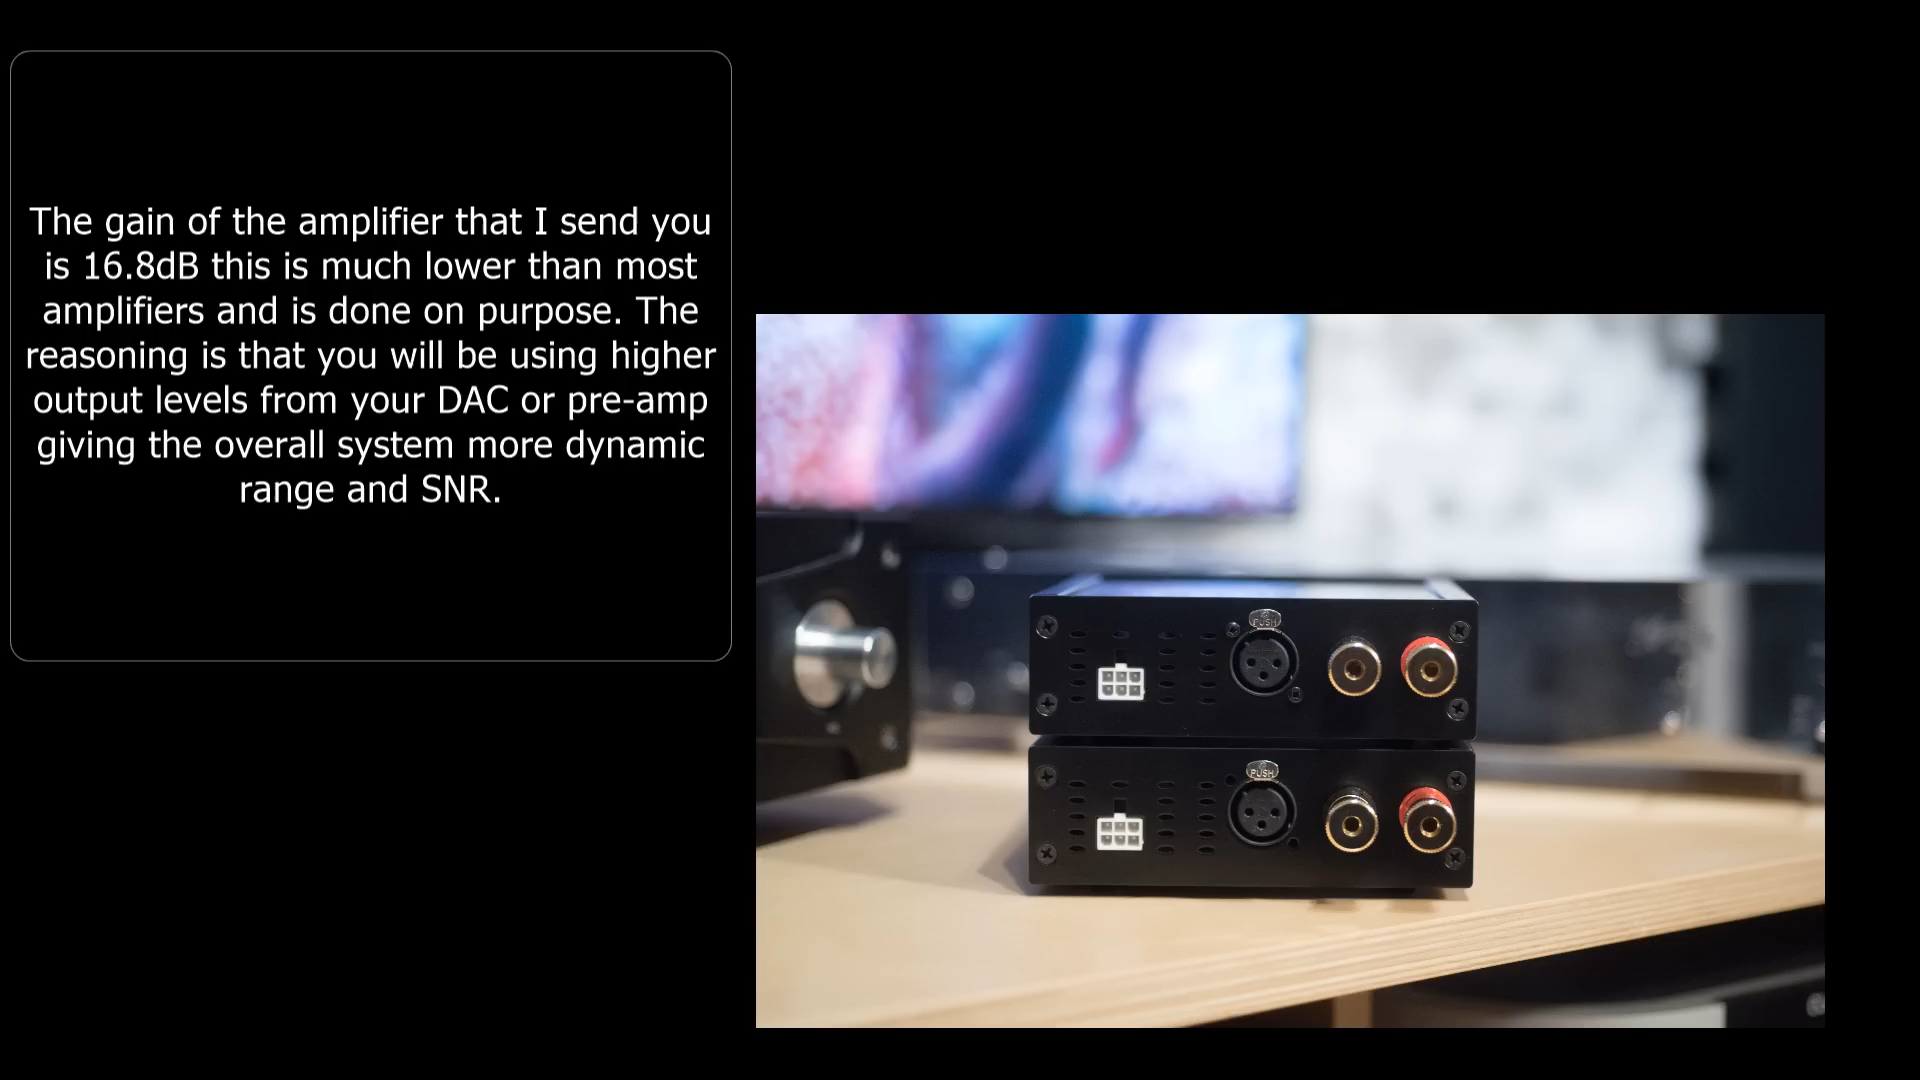 The gain of the amplifier that I send you
is 16.8dB this is much lower than most
amplifiers and is done on purpose. The
reasoning is that you will be using higher
output levels from your DAC or pre-amp
giving the overall system more dynamic
range and SNR.
PUSH
PUSH